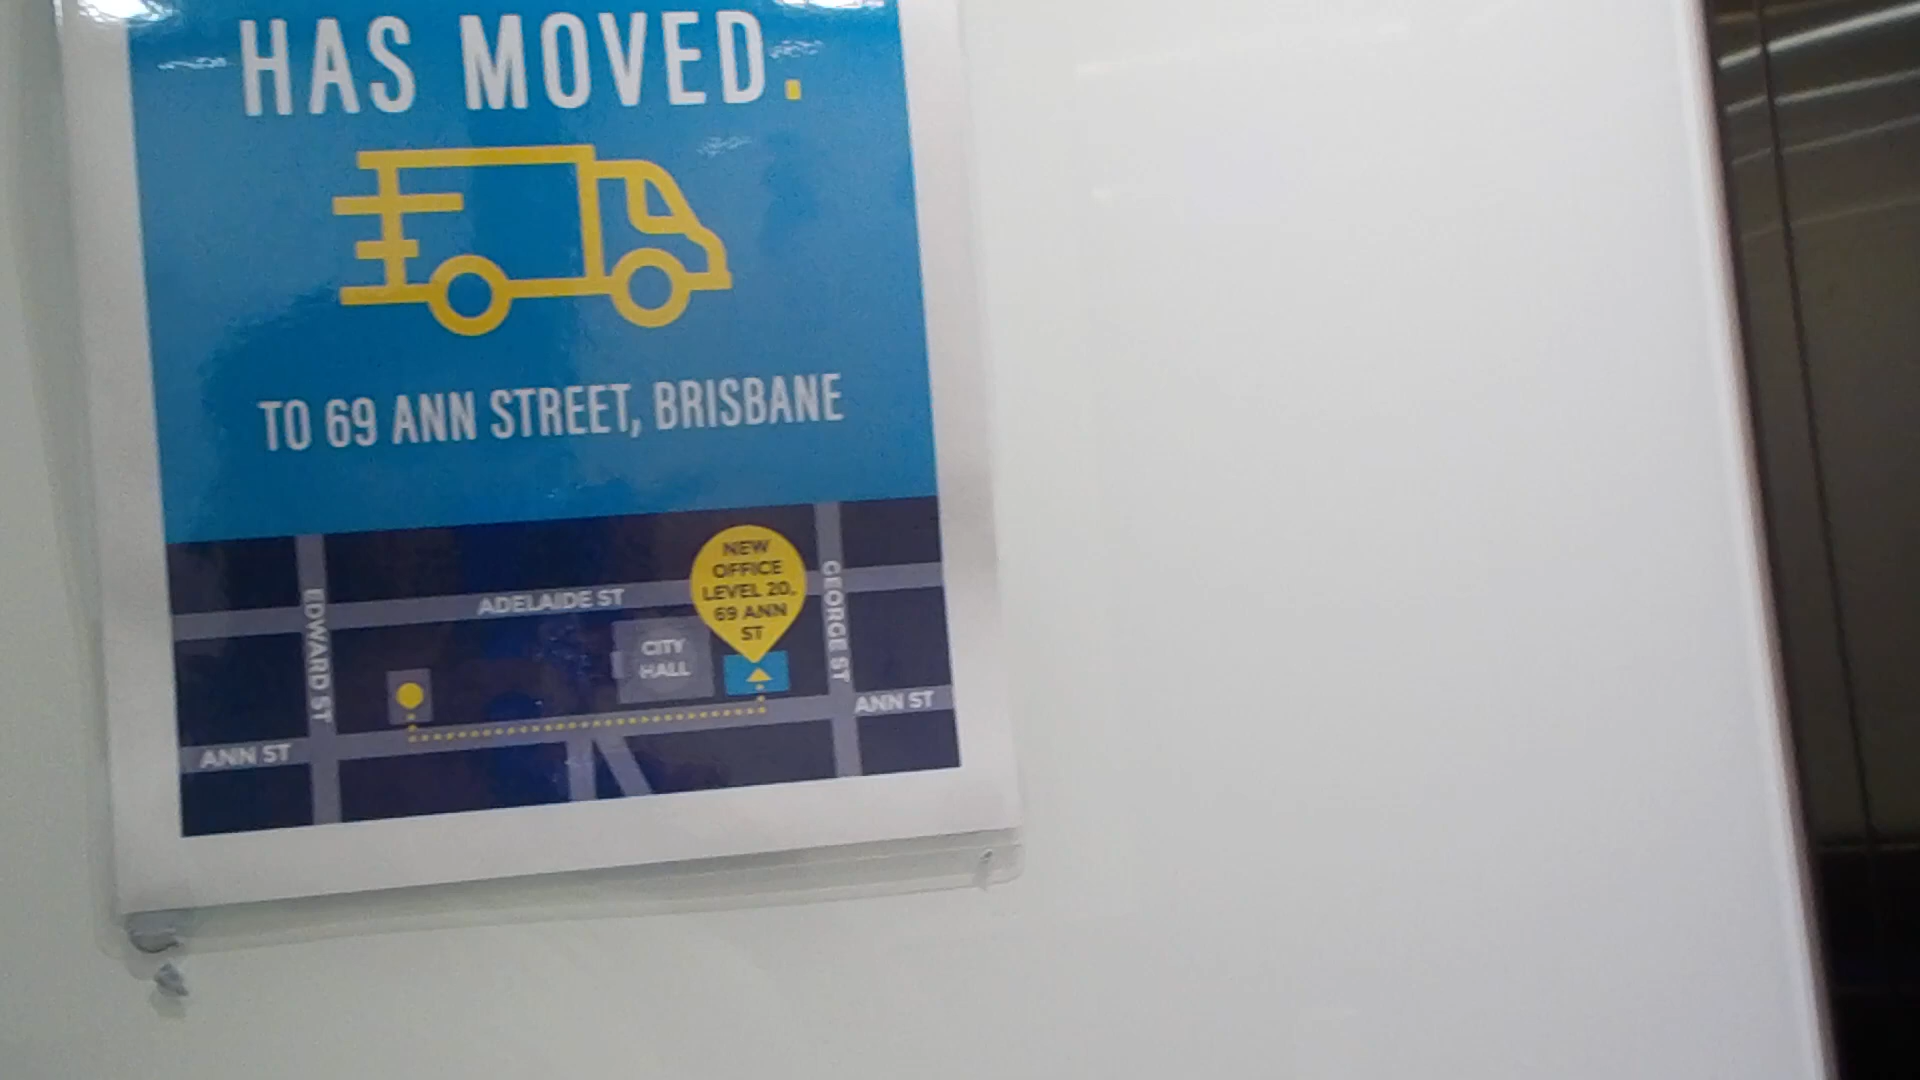 HAS MOVED.
TO 69 ANN STREET, BRISBANE
NEW
OFFICE
LEVEL 20,
69 ANN
ST
ADELAIDE ST
EDWARD ST
GEORGE ST
CITY
HALL
ANN ST
ANN ST